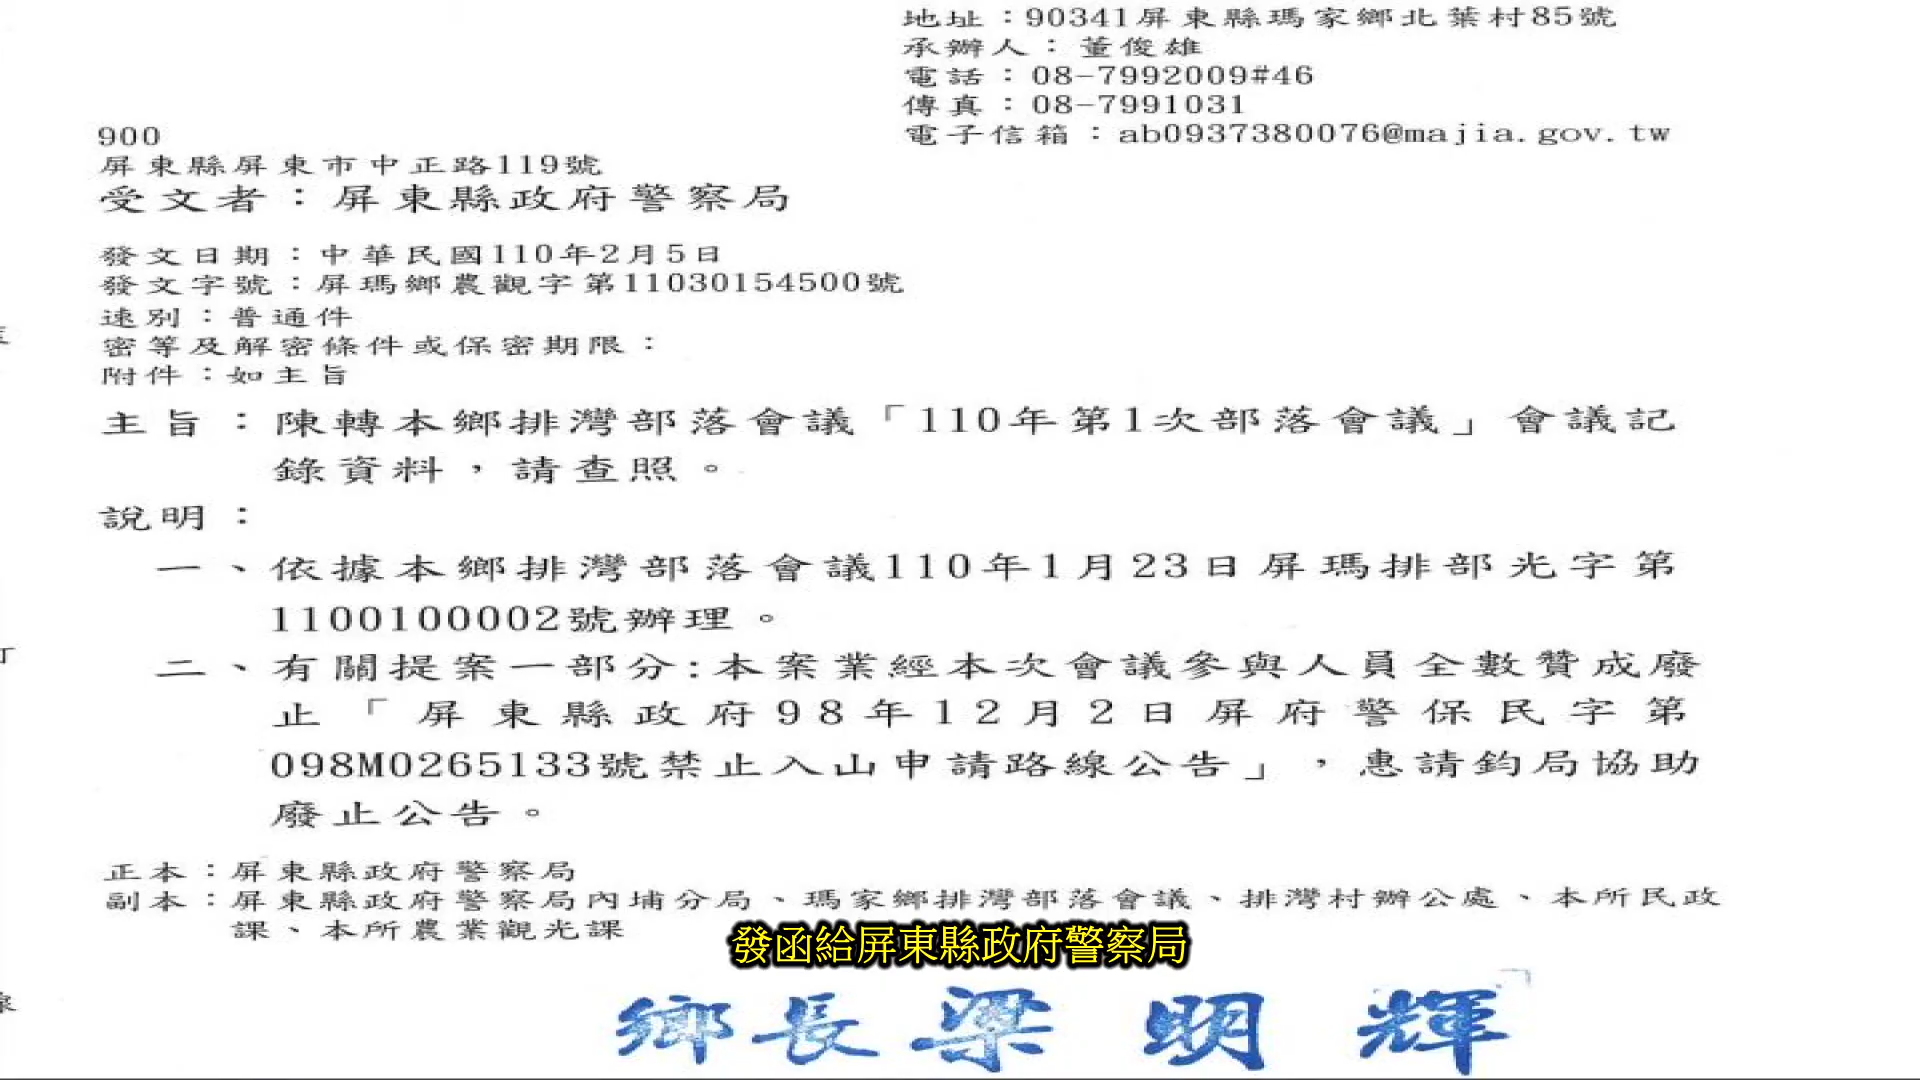 地址：90341屏東縣瑪家鄉北葉村85號
承辦人：董俊雄
電話：08-7992009#46
傳真：08-7991031
電子信箱：ab0937380076@majia.gov.tw
900
屏東縣屏東市中正路119號
受文者：屏東縣政府警察局
發文日期：中華民國110年2月5日
發文字號：屏瑪鄉農觀字第11030154500號
速別：普通件
密等及解密條件或保密期限：
附件：如主旨
主旨：陳轉本鄉排灣部落會議「110年第1次部落會議」會議記
錄資料，請查照。
說明：
一、依據本鄉排灣部落會議110年1月23日屏瑪排部光字第
1100100002號辦理。
二、有關提案一部分:本案業經本次會議參與人員全數贊成廢
止「屏東縣政府98年12月2日屏府警保民字第
098M0265133號禁止入山申請路線公告」，惠請鈞局協助
廢止公告。
正本：屏東縣政府警察局
副本：屏東縣政府警察局內埔分局、瑪家鄉排灣部落會議、排灣村辦公處、本所民政
課、本所農業觀光課
發函給屏東縣政府警察局
鄉長梁明輝